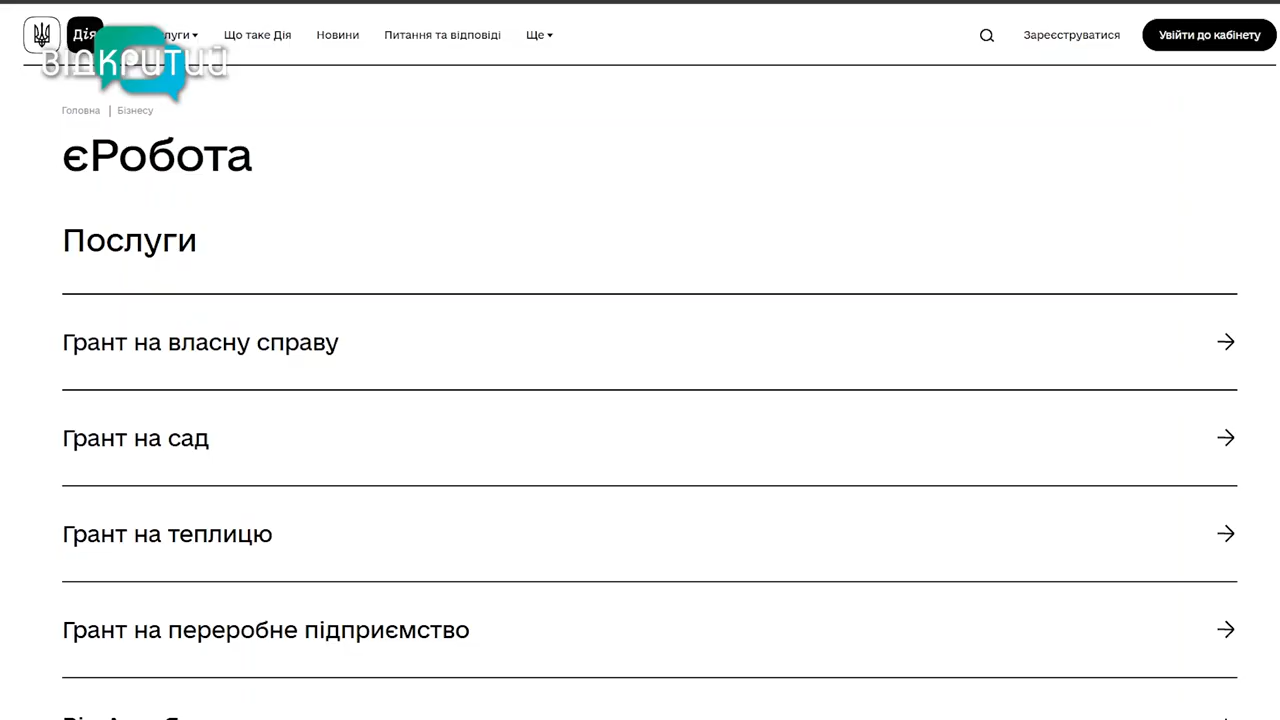 Дія
Що таке Дія
Новини
Питання та відповіді
Ще
Зареєструватися
Увійти до кабінету
ВІДКРИТИЙ
Головна | Бізнесу
єРобота
Послуги
Грант на власну справу
Грант на сад
Грант на теплицю
Грант на переробне підприємство